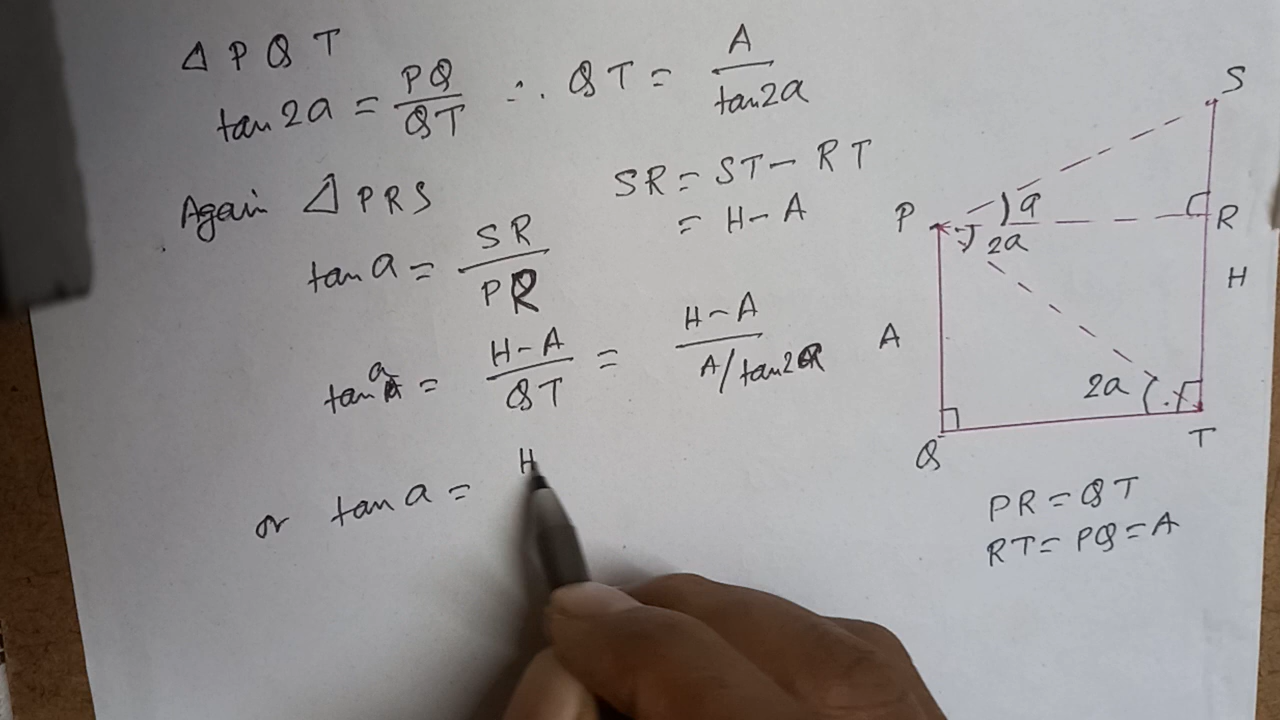 Δ P Q T
tan 2a = PQ/QT ∴ QT = A/tan2a
Again Δ PRS
SR = ST - RT
= H - A
tan a = SR/PR
tan a = H-A/QT = H-A/A/tan2a
or tan a = H
S
P
a
R
2a
H
A
2a
Q
T
PR = QT
RT = PQ = A